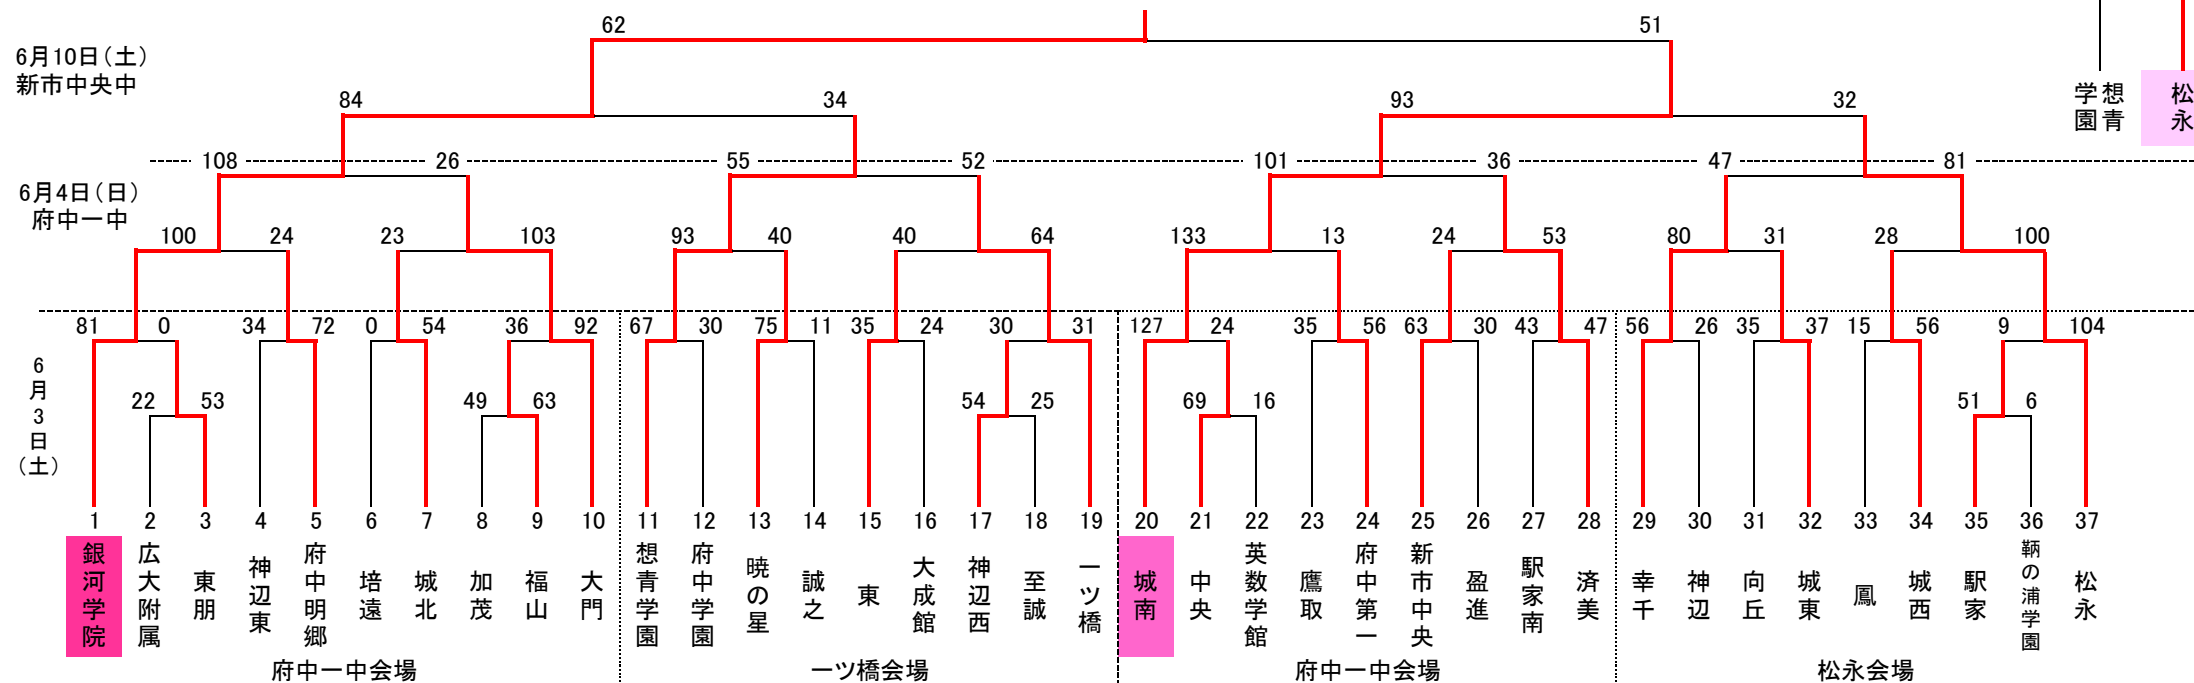 62 51
6月10日(土)
新市中央中
84 34 93 32
学園 想青 松永
108 26 55 52 101 36 47 81
6月4日(日)
府中一中
100 24 23 103 93 40 40 64 133 13 24 53 80 31 28 100
81 0 34 72 0 54 36 92 67 30 75 11 35 24 30 31 127 24 35 56 63 30 43 47 56 26 35 37 15 56 9 104
6月3日(土)
22 53 49 63 54 25 69 16 51 6
1 2 3 4 5 6 7 8 9 10 11 12 13 14 15 16 17 18 19 20 21 22 23 24 25 26 27 28 29 30 31 32 33 34 35 36 37
銀河学院
広大附属
東朋
神辺東
府中明郷
培遠
城北
加茂
福山
大門
想青学園
府中学園
暁の星
誠之
東
大成館
神辺西
至誠
一ツ橋
城南
中央
英数学館
鷹取
府中第一
新市中央
盈進
駅家南
済美
幸千
神辺
向丘
城東
鳳
城西
駅家
鞆の浦学園
松永
府中一中会場 一ツ橋会場 府中一中会場 松永会場